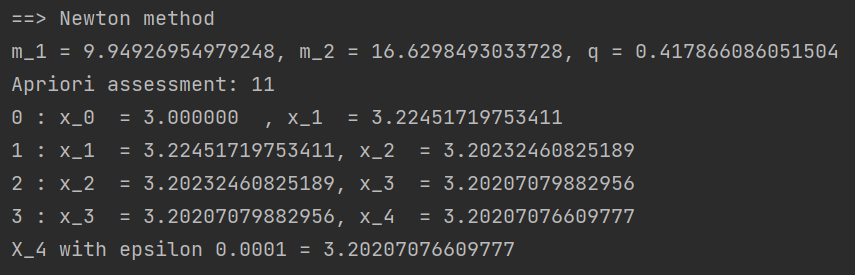 ==> Newton method
m_1 = 9.94926954979248, m_2 = 16.6298493033728, q = 0.417866086051504
Apriori assessment: 11
0 : x_0  = 3.000000  , x_1  = 3.22451719753411
1 : x_1  = 3.22451719753411, x_2  = 3.20232460825189
2 : x_2  = 3.20232460825189, x_3  = 3.20207079882956
3 : x_3  = 3.20207079882956, x_4  = 3.20207076609777
X_4 with epsilon 0.0001 = 3.20207076609777